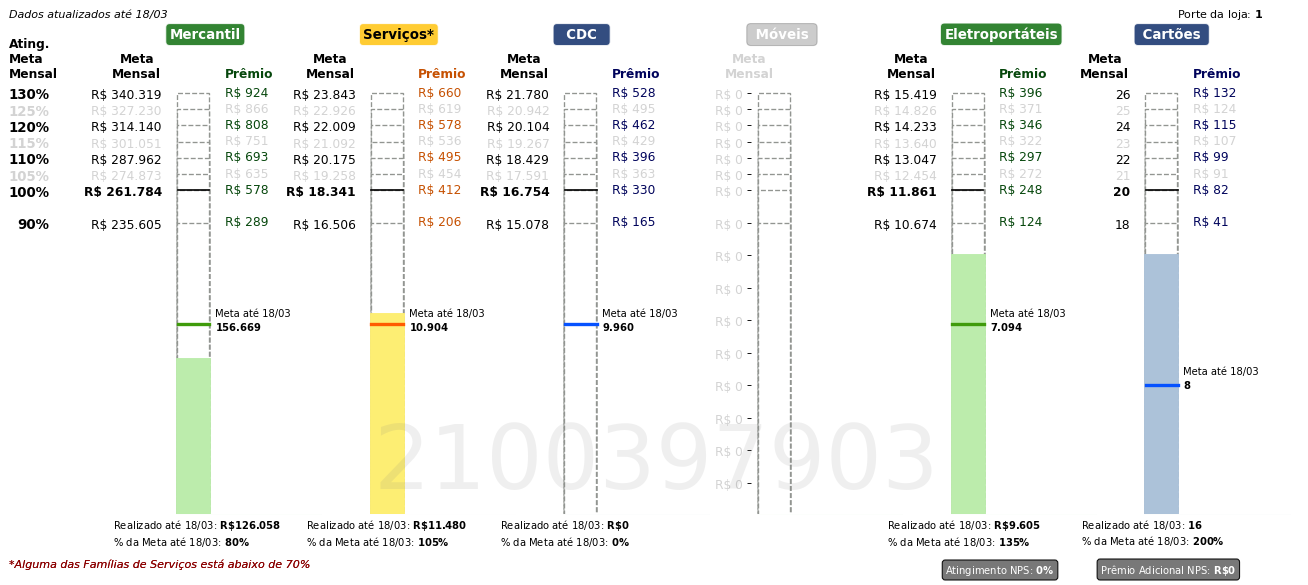 Dados atualizados até 18/03
Porte da loja: 1
Mercantil Serviços* CDC Móveis Eletroportáteis Cartões
Ating. Meta Mensal
Meta Mensal Prêmio Meta Mensal Prêmio Meta Mensal Prêmio Meta Mensal Meta Mensal Prêmio Meta Mensal Prêmio
130% R$ 340.319 R$ 924 R$ 23.843 R$ 660 R$ 21.780 R$ 528 R$ 0 R$ 15.419 R$ 396 26 R$ 132
125% R$ 327.230 R$ 866 R$ 22.926 R$ 619 R$ 20.942 R$ 495 R$ 0 R$ 14.826 R$ 371 25 R$ 124
120% R$ 314.140 R$ 808 R$ 22.009 R$ 578 R$ 20.104 R$ 462 R$ 0 R$ 14.233 R$ 346 24 R$ 115
115% R$ 301.051 R$ 751 R$ 21.092 R$ 536 R$ 19.267 R$ 429 R$ 0 R$ 13.640 R$ 322 23 R$ 107
110% R$ 287.962 R$ 693 R$ 20.175 R$ 495 R$ 18.429 R$ 396 R$ 0 R$ 13.047 R$ 297 22 R$ 99
105% R$ 274.873 R$ 635 R$ 19.258 R$ 454 R$ 17.591 R$ 363 R$ 0 R$ 12.454 R$ 272 21 R$ 91
100% R$ 261.784 R$ 578 R$ 18.341 R$ 412 R$ 16.754 R$ 330 R$ 0 R$ 11.861 R$ 248 20 R$ 82
90% R$ 235.605 R$ 289 R$ 16.506 R$ 206 R$ 15.078 R$ 165 R$ 0 R$ 10.674 R$ 124 18 R$ 41
R$ 0
R$ 0
R$ 0
R$ 0
R$ 0
R$ 0
R$ 0
R$ 0
Meta até 18/03 Meta até 18/03 Meta até 18/03 Meta até 18/03
156.669 10.904 9.960 7.094
Meta até 18/03
8
2100397903
Realizado até 18/03: R$126.058 Realizado até 18/03: R$11.480 Realizado até 18/03: R$0 Realizado até 18/03: R$9.605 Realizado até 18/03: 16
% da Meta até 18/03: 80% % da Meta até 18/03: 105% % da Meta até 18/03: 0% % da Meta até 18/03: 135% % da Meta até 18/03: 200%
*Alguma das Famílias de Serviços está abaixo de 70%
Atingimento NPS: 0% Prêmio Adicional NPS: R$0